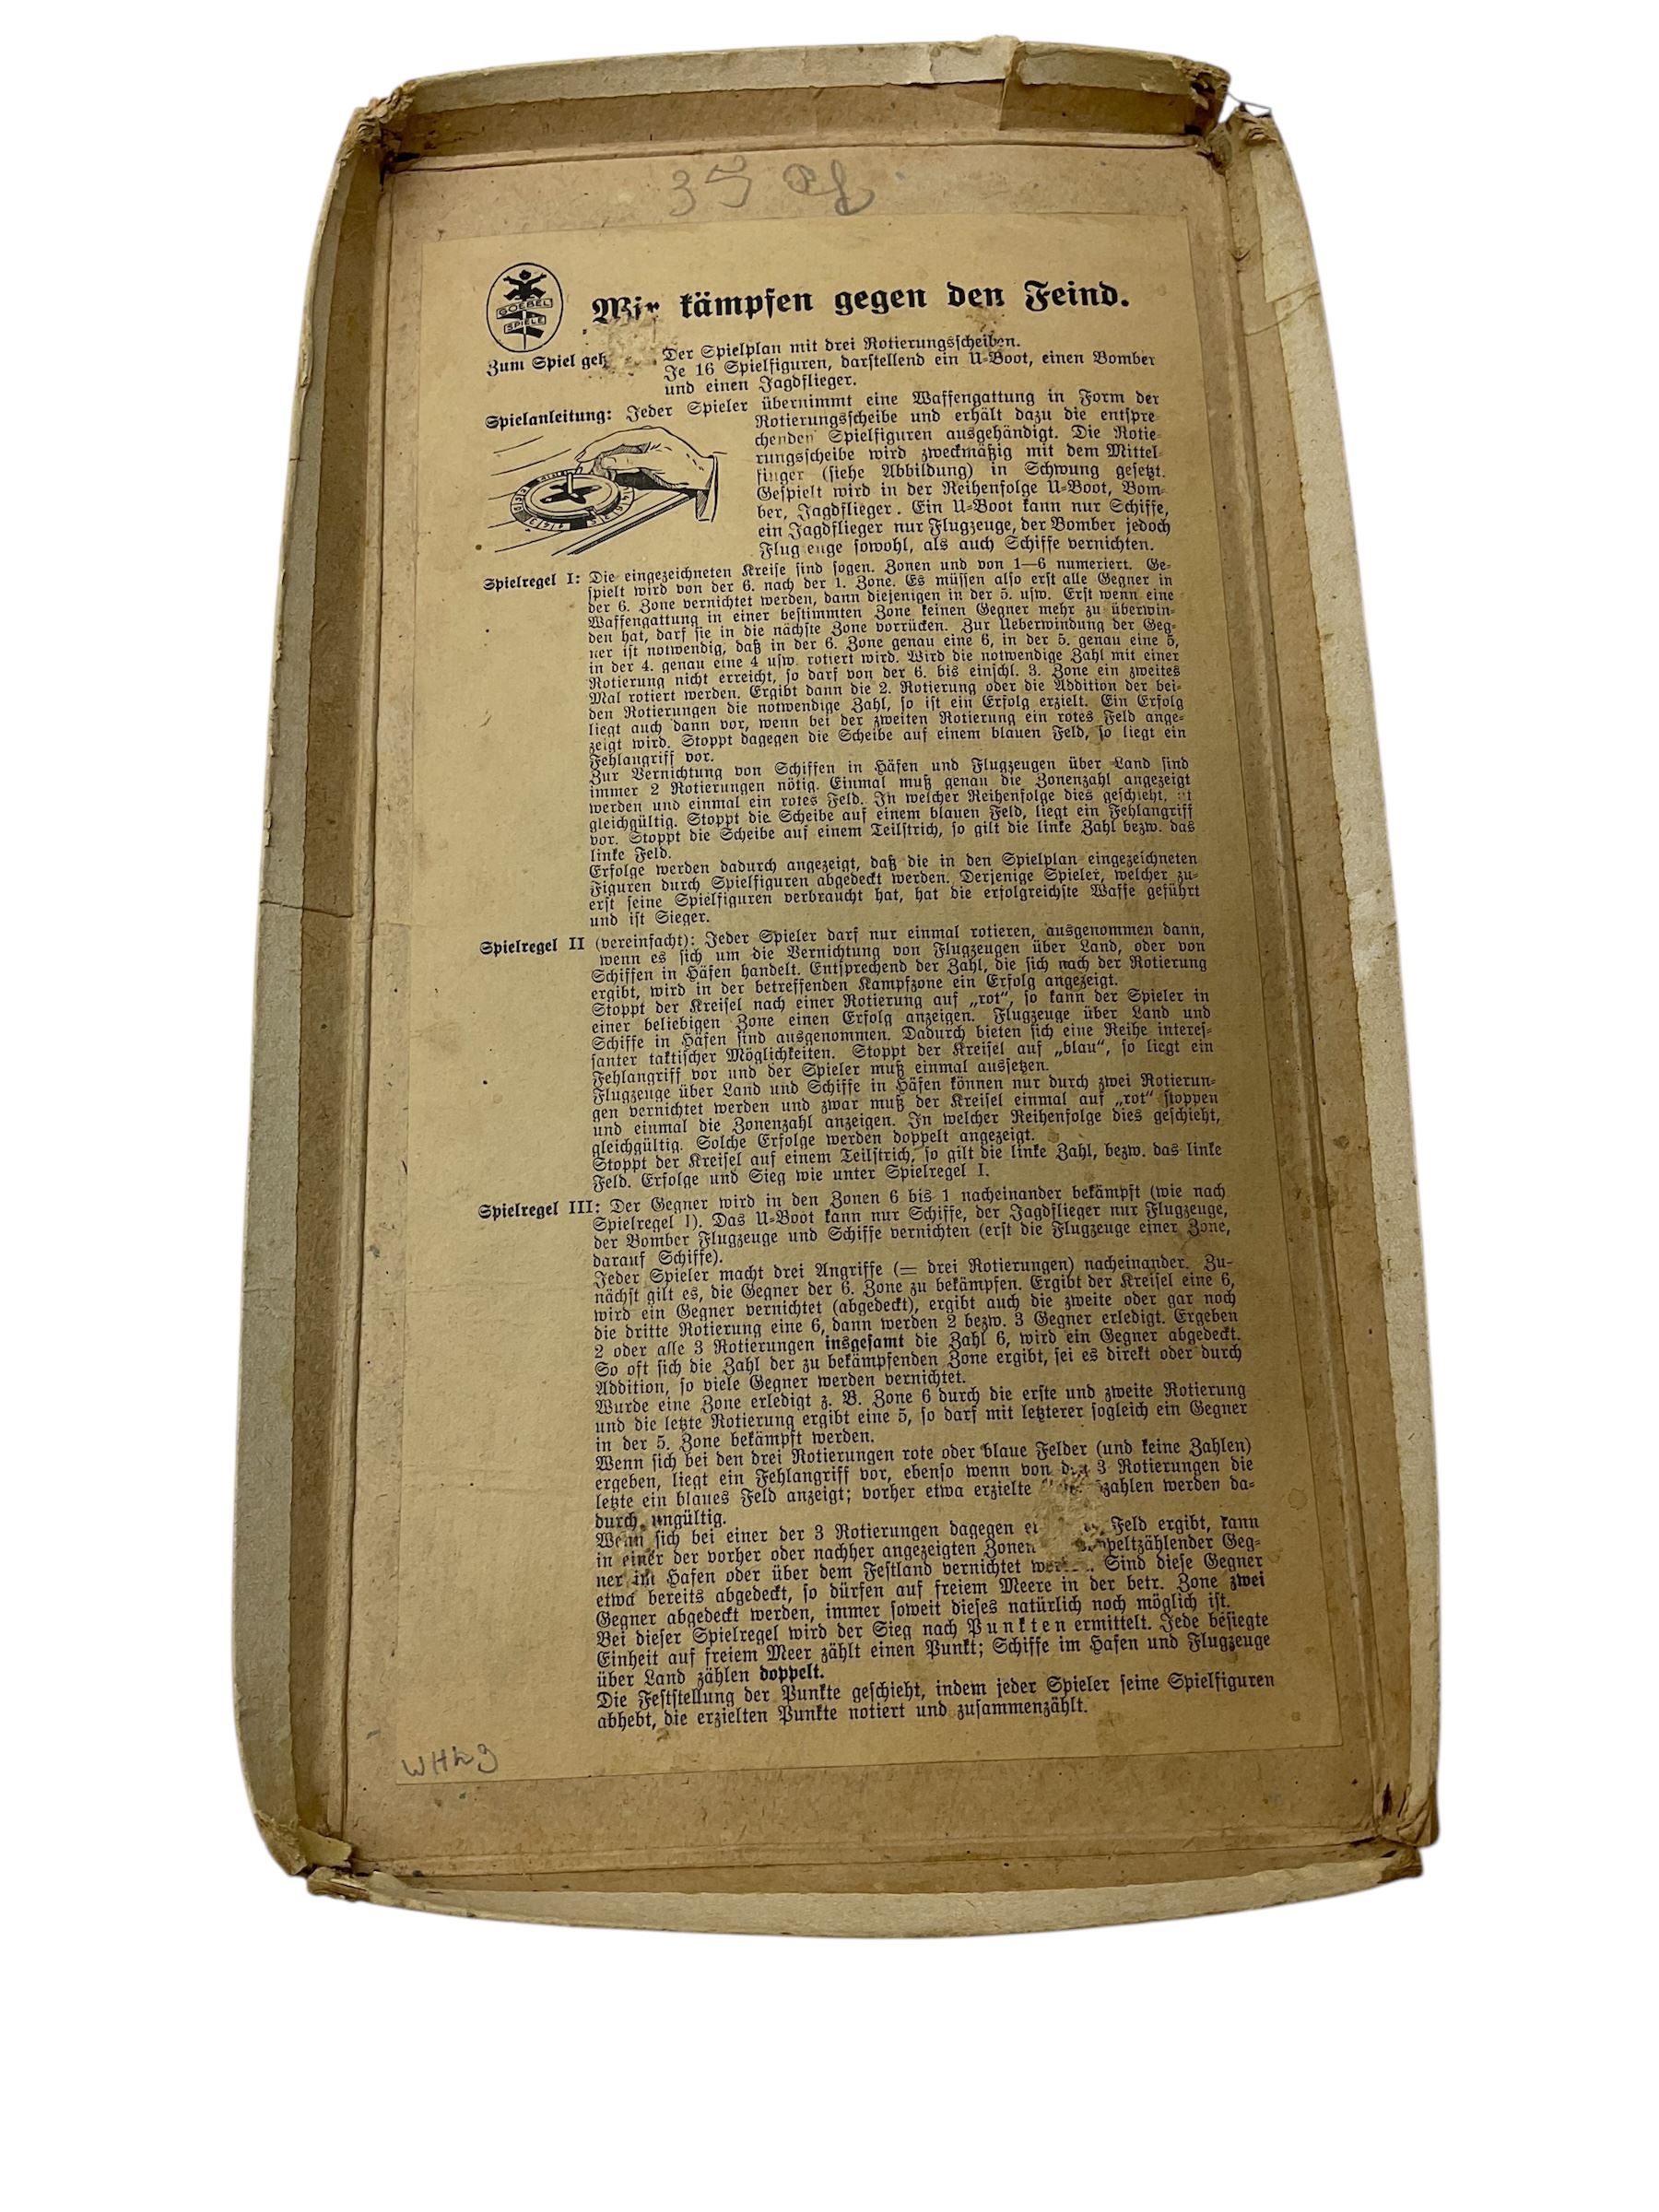 GOEBEL
SPIELE
Wir kämpfen gegen den Feind.
Zum Spiel Der Spielplan mit drei Rotierungsscheiben.
Je 16 Spielfiguren, darstellend ein U-Boot, einen Bomber
und einen Jagdflieger.
Spielanleitung: Jeder Spieler übernimmt eine Waffengattung in Form der
Rotierungsscheibe und erhält dazu die entspre-
chenden Spielfiguren ausgehändigt. Die Rotie-
rungsscheibe wird zweckmäßig mit dem Mittel-
finger (siehe Abbildung) in Schwung gesetzt.
Gespielt wird in der Reihenfolge U-Boot, Bom-
ber, Jagdflieger. Ein U-Boot kann nur Schiffe,
ein Jagdflieger nur Flugzeuge, der Bomber jedoch
Flugzeuge sowohl, als auch Schiffe vernichten.
Spielregel I: Die eingezeichneten Kreise sind sogen. Zonen und von 1—6 numeriert. Ge-
spielt wird von der 6. nach der 1. Zone. Es müssen also erst alle Gegner in
der 6. Zone vernichtet werden, dann diejenigen in der 5. usw. Erst wenn eine
Waffengattung in einer bestimmten Zone keinen Gegner mehr zu überwin-
den hat, darf sie in die nächste Zone vorrücken. Zur Ueberwindung der Geg-
ner ist notwendig, daß in der 6. Zone genau eine 6, in der 5. genau eine 5,
in der 4. genau eine 4 usw. rotiert wird. Wird die notwendige Zahl mit einer
Rotierung nicht erreicht, so darf von der 6. bis einschl. 3. Zone ein zweites
Mal rotiert werden. Ergibt dann die 2. Rotierung oder die Addition der bei-
den Rotierungen die notwendige Zahl, so ist ein Erfolg erzielt. Ein Erfolg
liegt auch dann vor, wenn bei der zweiten Rotierung ein rotes Feld ange-
zeigt wird. Stoppt dagegen die Scheibe auf einem blauen Feld, so liegt ein
Fehlangriff vor.
Zur Vernichtung von Schiffen in Häfen und Flugzeugen über Land sind
immer 2 Rotierungen nötig. Einmal muß genau die Zonenzahl angezeigt
werden und einmal ein rotes Feld. In welcher Reihenfolge dies geschieht, ist
gleichgültig. Stoppt die Scheibe auf einem blauen Feld, liegt ein Fehlangriff
vor. Stoppt die Scheibe auf einem Teilstrich, so gilt die linke Zahl bezw. das
linke Feld.
Erfolge werden dadurch angezeigt, daß die in den Spielplan eingezeichneten
Figuren durch Spielfiguren abgedeckt werden. Derjenige Spieler, welcher zu-
erst seine Spielfiguren verbraucht hat, hat die erfolgreichste Waffe geführt
und ist Sieger.
Spielregel II (vereinfacht): Jeder Spieler darf nur einmal rotieren, ausgenommen dann,
wenn es sich um die Vernichtung von Flugzeugen über Land, oder von
Schiffen in Häfen handelt. Entsprechend der Zahl, die sich nach der Rotierung
ergibt, wird in der betreffenden Kampfzone ein Erfolg angezeigt.
Stoppt der Kreisel nach einer Rotierung auf „rot“, so kann der Spieler in
einer beliebigen Zone einen Erfolg anzeigen. Flugzeuge über Land und
Schiffe in Häfen sind ausgenommen. Dadurch bieten sich eine Reihe interes-
santer taktischer Möglichkeiten. Stoppt der Kreisel auf „blau“, so liegt ein
Fehlangriff vor und der Spieler muß einmal aussetzen.
Flugzeuge über Land und Schiffe in Häfen können nur durch zwei Rotierun-
gen vernichtet werden und zwar muß der Kreisel einmal auf „rot“ stoppen
und einmal die Zonenzahl anzeigen. In welcher Reihenfolge dies geschieht,
gleichgültig. Solche Erfolge werden doppelt angezeigt.
Stoppt der Kreisel auf einem Teilstrich, so gilt die linke Zahl, bezw. das linke
Feld. Erfolge und Sieg wie unter Spielregel I.
Spielregel III: Der Gegner wird in den Zonen 6 bis 1 nacheinander bekämpft (wie nach
Spielregel I). Das U-Boot kann nur Schiffe, der Jagdflieger nur Flugzeuge,
der Bomber Flugzeuge und Schiffe vernichten (erst die Flugzeuge einer Zone,
darauf Schiffe).
Jeder Spieler macht drei Angriffe (= drei Rotierungen) nacheinander. Zu-
nächst gilt es, die Gegner der 6. Zone zu bekämpfen. Ergibt der Kreisel eine 6,
wird ein Gegner vernichtet (abgedeckt), ergibt auch die zweite oder gar noch
die dritte Rotierung eine 6, dann werden 2 bezw. 3 Gegner erledigt. Ergeben
2 oder alle 3 Rotierungen insgesamt die Zahl 6, wird ein Gegner abgedeckt.
So oft sich die Zahl der zu bekämpfenden Zone ergibt, sei es direkt oder durch
Addition, so viele Gegner werden vernichtet.
Wurde eine Zone erledigt z. B. Zone 6 durch die erste und zweite Rotierung
und die letzte Rotierung ergibt eine 5, so darf mit letzterer sogleich ein Gegner
in der 5. Zone bekämpft werden.
Wenn sich bei den drei Rotierungen rote oder blaue Felder (und keine Zahlen)
ergeben, liegt ein Fehlangriff vor, ebenso wenn von den 3 Rotierungen die
letzte ein blaues Feld anzeigt; vorher etwa erzielte zahlen werden da-
durch ungültig.
Wenn sich bei einer der 3 Rotierungen dagegen Feld ergibt, kann
in einer der vorher oder nachher angezeigten Zonen Geg-
ner im Hafen oder über dem Festland vernichtet werden. Sind diese Gegner
etwa bereits abgedeckt, so dürfen auf freiem Meere in der betr. Zone zwei
Gegner abgedeckt werden, immer soweit dieses natürlich noch möglich ist.
Bei dieser Spielregel wird der Sieg nach Punkten ermittelt. Jede besiegte
Einheit auf freiem Meer zählt einen Punkt; Schiffe im Hafen und Flugzeuge
über Land zählen doppelt.
Die Feststellung der Punkte geschieht, indem jeder Spieler seine Spielfiguren
abhebt, die erzielten Punkte notiert und zusammenzählt.